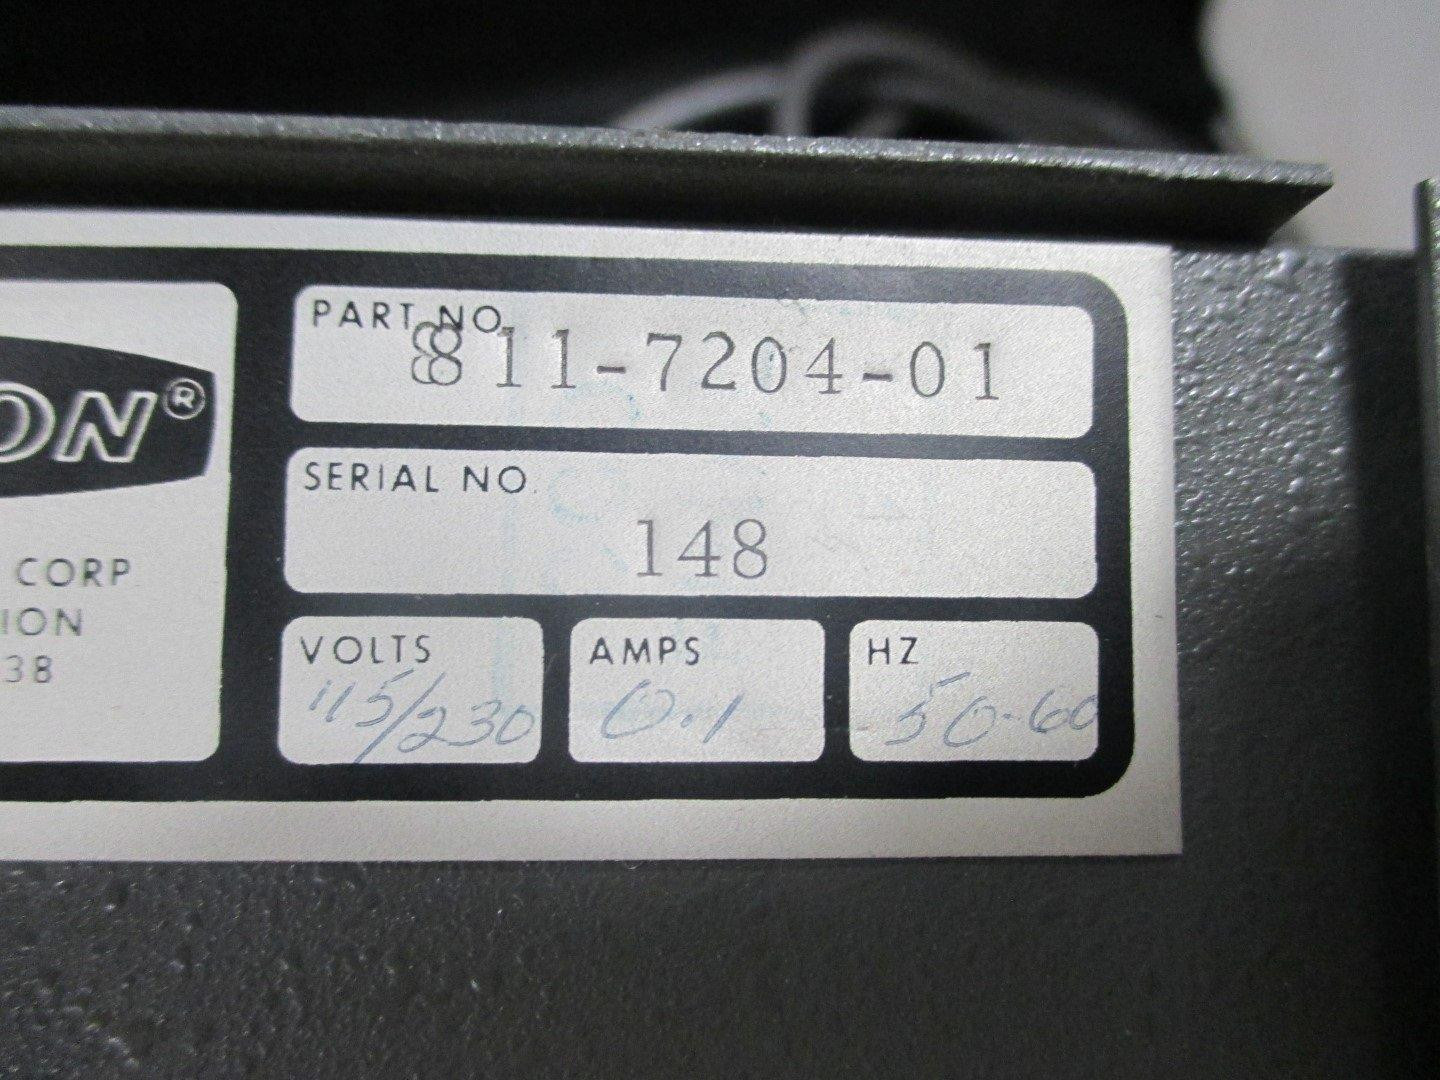 ON®
CORP
ION
38
PART NO.
811-7204-01
SERIAL NO.
148
VOLTS
115/230
AMPS
0.1
HZ
50-60